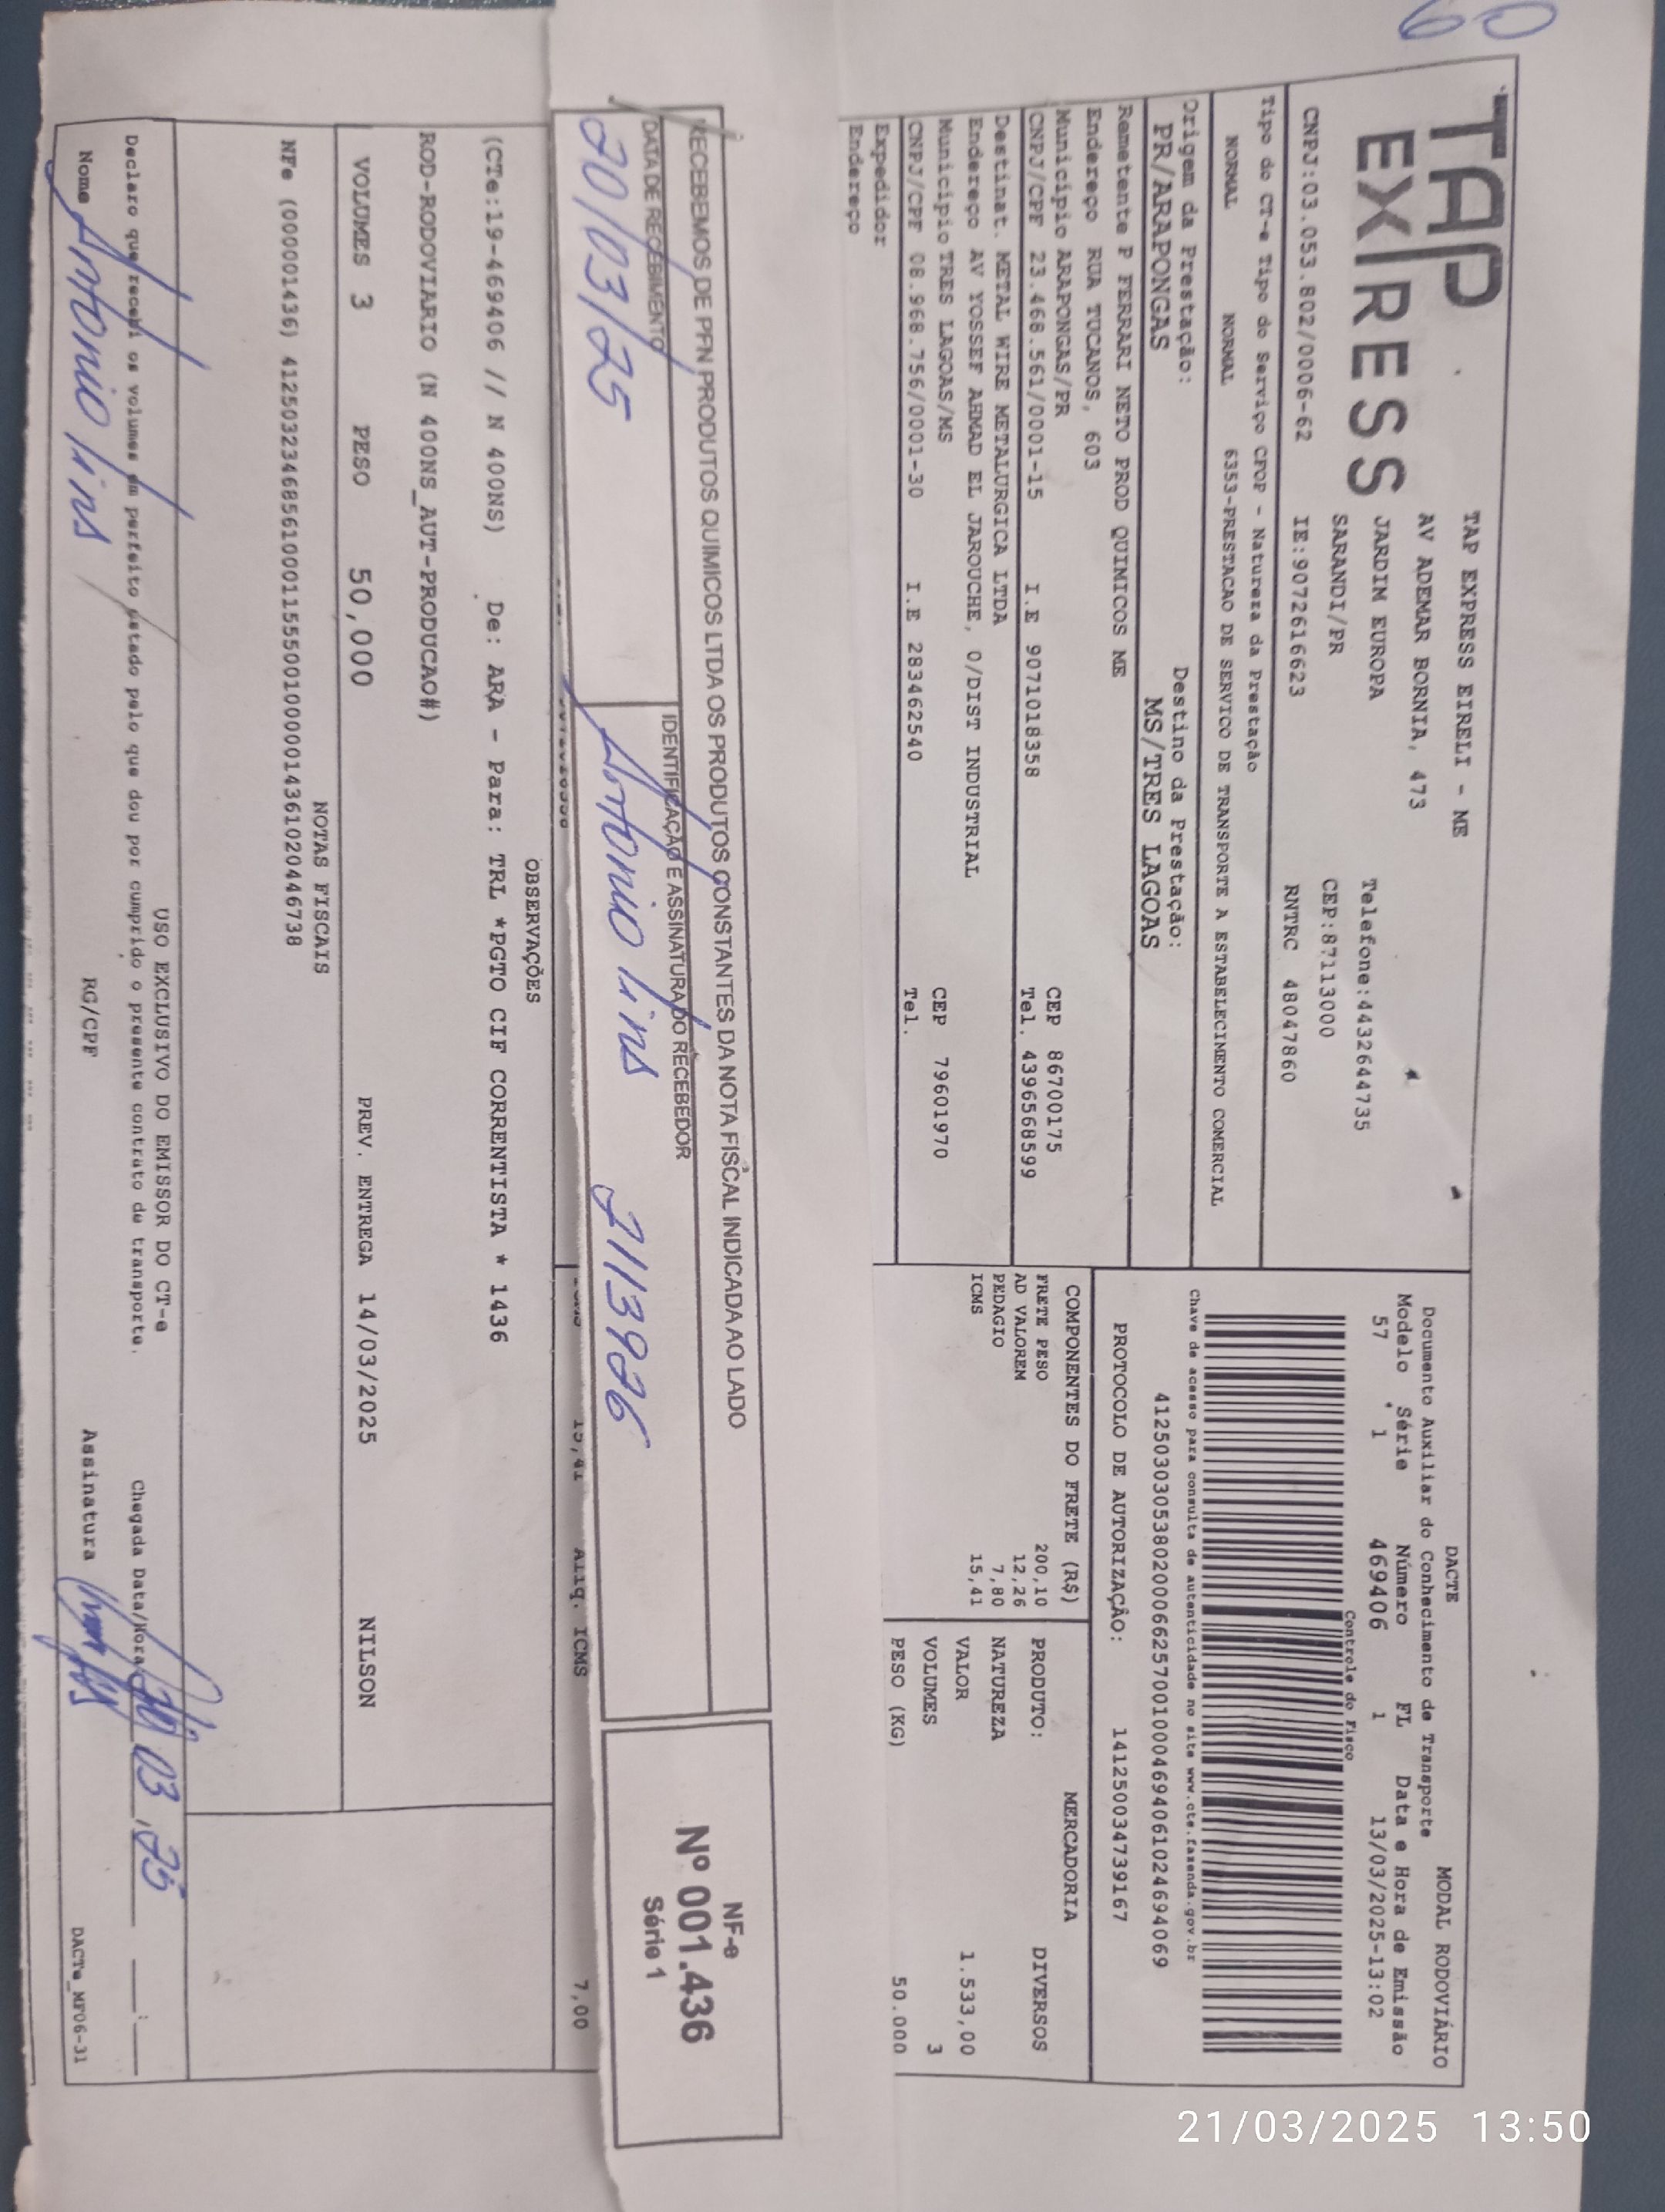 TAP
EXPRESS
TAP EXPRESS EIRELI - ME
AV ADEMAR BORNIA, 473
JARDIM EUROPA
Telefone:4432644735
SARANDI/PR
CEP:87113000
CNPJ:03.053.802/0006-62
IE:9072616623
RNTRC 48047860
Tipo do CT-e Tipo do Serviço CFOP - Natureza da Prestação
NORMAL NORMAL 6353-PRESTACAO DE SERVICO DE TRANSPORTE A ESTABELECIMENTO COMERCIAL
Origem da Prestação: Destino da Prestação:
PR/ARAPONGAS MS/TRES LAGOAS
Remetente P FERRARI NETO PROD QUIMICOS ME
Endereço RUA TUCANOS, 603
Município ARAPONGAS/PR CEP 86700175
CNPJ/CPF 23.468.561/0001-15 I.E 9071018358 Tel. 4396568599
Destinat. METAL WIRE METALURGICA LTDA
Endereço AV YOSSEF AHMAD EL JAROUCHE, 0/DIST INDUSTRIAL
Município TRES LAGOAS/MS CEP 79601970
CNPJ/CPF 08.968.756/0001-30 I.E 283462540 Tel.
Expedidor
Endereço
DACTE MODAL RODOVIÁRIO
Documento Auxiliar do Conhecimento de Transporte
Modelo Série Número FL Data e Hora de Emissão
57 1 469406 1 13/03/2025-13:02
Controle do Fisco
Chave de acesso para consulta de autenticidade no site www.cte.fazenda.gov.br
41250303053802000662570010004694061024694069
PROTOCOLO DE AUTORIZAÇÃO: 141250034739167
COMPONENTES DO FRETE (R$)
FRETE PESO 200,10
AD VALOREM 12,26
PEDAGIO 7,80
ICMS 15,41
MERCADORIA
PRODUTO: DIVERSOS
NATUREZA
VALOR 1.533,00
VOLUMES 3
PESO (KG) 50.000
RECEBEMOS DE PFN PRODUTOS QUIMICOS LTDA OS PRODUTOS CONSTANTES DA NOTA FISCAL INDICADA AO LADO
DATA DE RECEBIMENTO
IDENTIFICAÇÃO E ASSINATURA DO RECEBEDOR
20/03/25
Antonio Lins
NF-e
Nº 001.436
Série 1
15,41 Aliq. ICMS 7,00
OBSERVAÇÕES
(CTe:19-469406 // N 400NS) De: ARA - Para: TRL *PGTO CIF CORRENTISTA * 1436
ROD-RODOVIARIO (N 400NS_AUT-PRODUCAO#)
VOLUMES 3 PESO 50,000 PREV. ENTREGA 14/03/2025 NILSON
NOTAS FISCAIS
NFe (000001436) 41250323468561000115550010000014361020446738
USO EXCLUSIVO DO EMISSOR DO CT-e
Declaro que recebi os volumes em perfeito estado pelo que dou por cumprido o presente contrato de transporte. Chegada Data/Hora 20 03 25
Nome Antonio Lins RG/CPF Assinatura
DACTe_MF06-31
21/03/2025 13:50